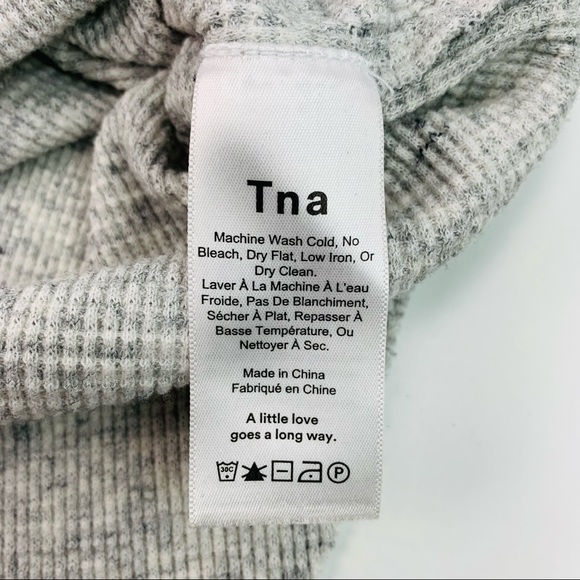 Tna
Machine Wash Cold, No
Bleach, Dry Flat, Low Iron, Or
Dry Clean.
Laver À La Machine À L'eau
Froide, Pas De Blanchiment,
Sécher À Plat, Repasser À
Basse Température, Ou
Nettoyer À Sec.
Made in China
Fabriqué en Chine
A little love
goes a long way.
30C P